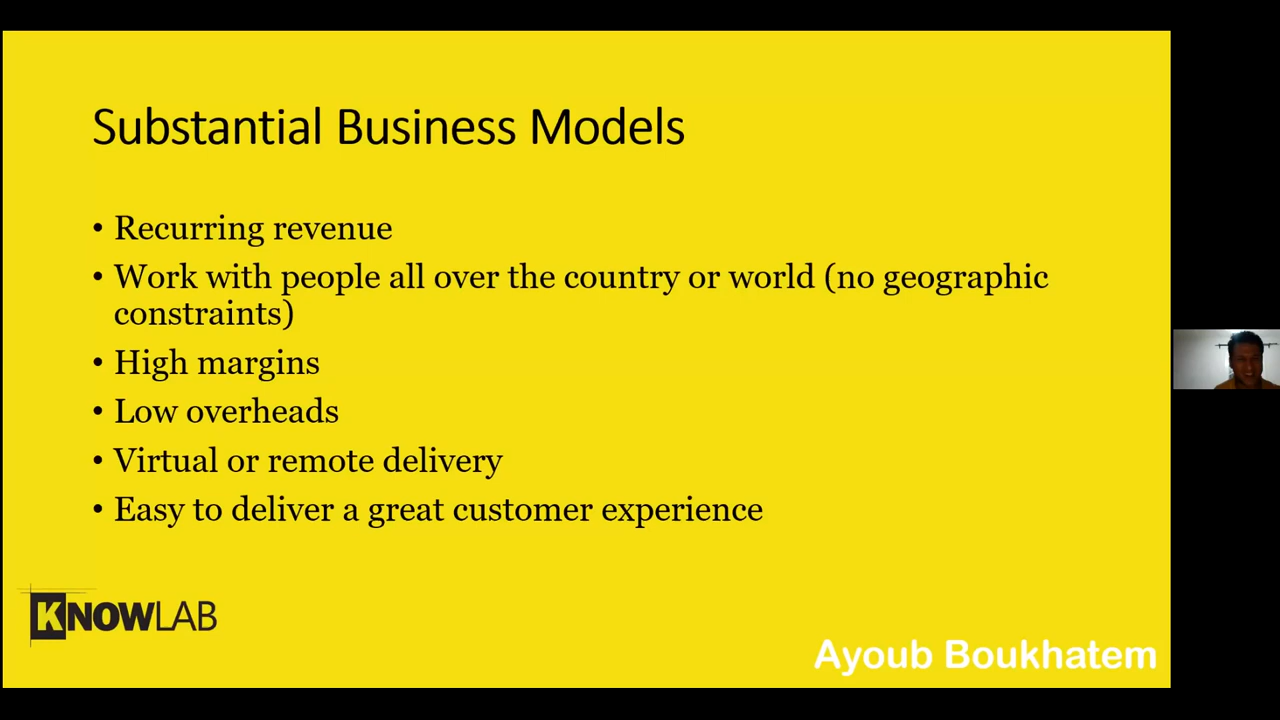 Substantial Business Models
• Recurring revenue
• Work with people all over the country or world (no geographic
constraints)
• High margins
• Low overheads
• Virtual or remote delivery
• Easy to deliver a great customer experience
KNOWLAB
Ayoub Boukhatem